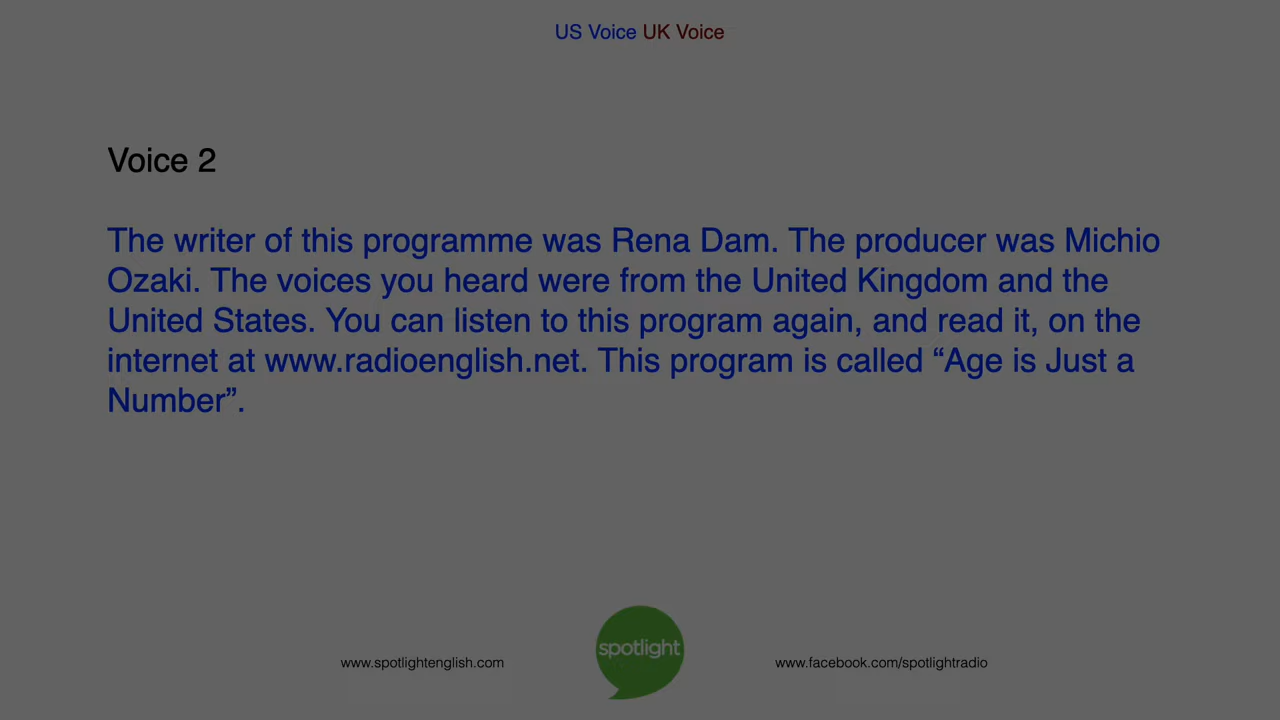 US Voice UK Voice
Voice 2
The writer of this programme was Rena Dam. The producer was Michio
Ozaki. The voices you heard were from the United Kingdom and the
United States. You can listen to this program again, and read it, on the
internet at www.radioenglish.net. This program is called “Age is Just a
Number”.
spotlight
www.spotlightenglish.com
www.facebook.com/spotlightradio